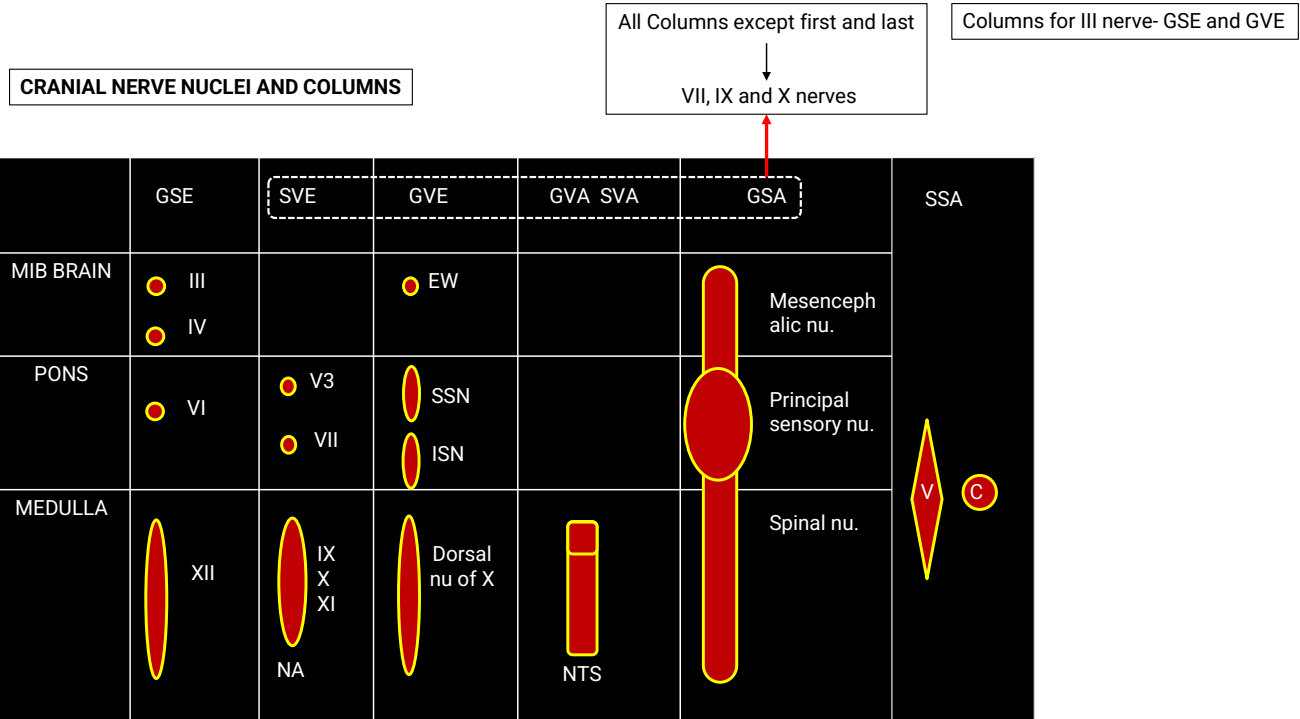 All Columns except first and last
VII, IX and X nerves
Columns for III nerve- GSE and GVE
CRANIAL NERVE NUCLEI AND COLUMNS
GSE
SVE
GVE
GVA SVA
GSA
SSA
MIB BRAIN
III
IV
EW
Mesenceph
alic nu.
PONS
VI
V3
VII
SSN
ISN
Principal
sensory nu.
V
C
MEDULLA
XII
IX
X
XI
NA
Dorsal
nu of X
NTS
Spinal nu.